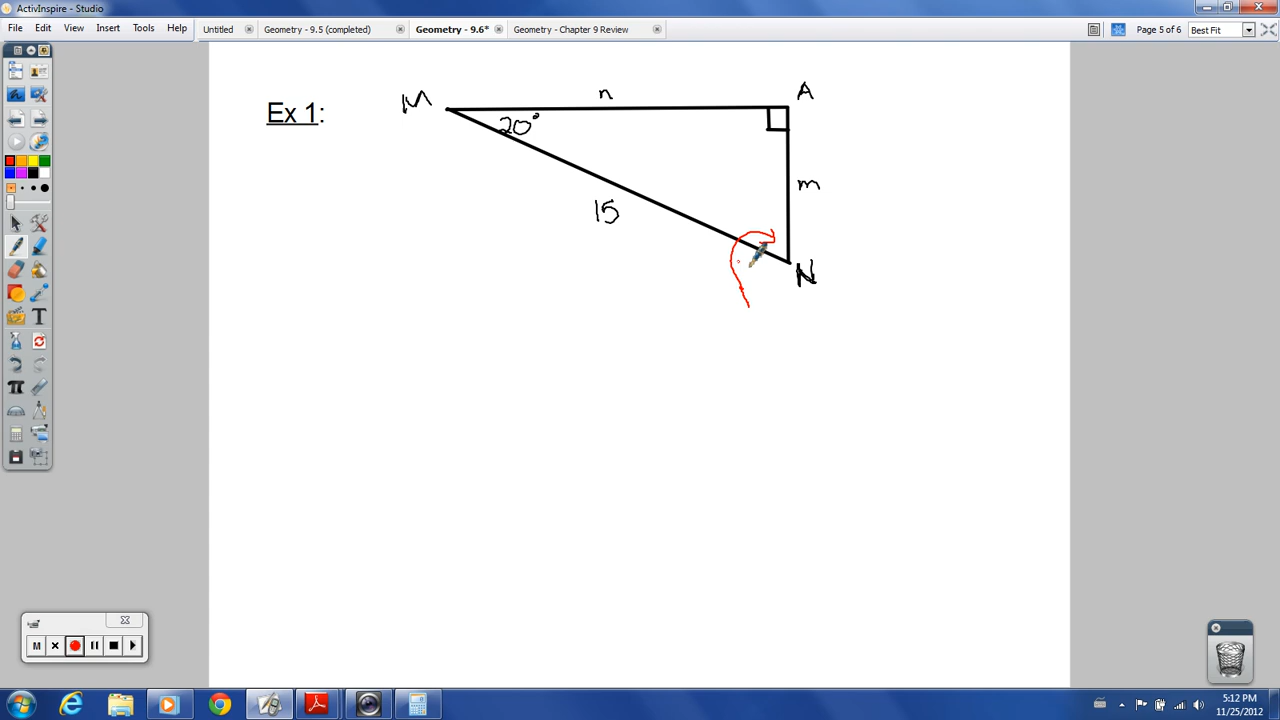 ActivInspire - Studio
File Edit View Insert Tools Help
Untitled
Geometry - 9.5 (completed)
Geometry - 9.6*
Geometry - Chapter 9 Review
Page 5 of 6
Best Fit
Ex 1:
M
n
A
20°
m
15
N
M
5:12 PM
11/25/2012